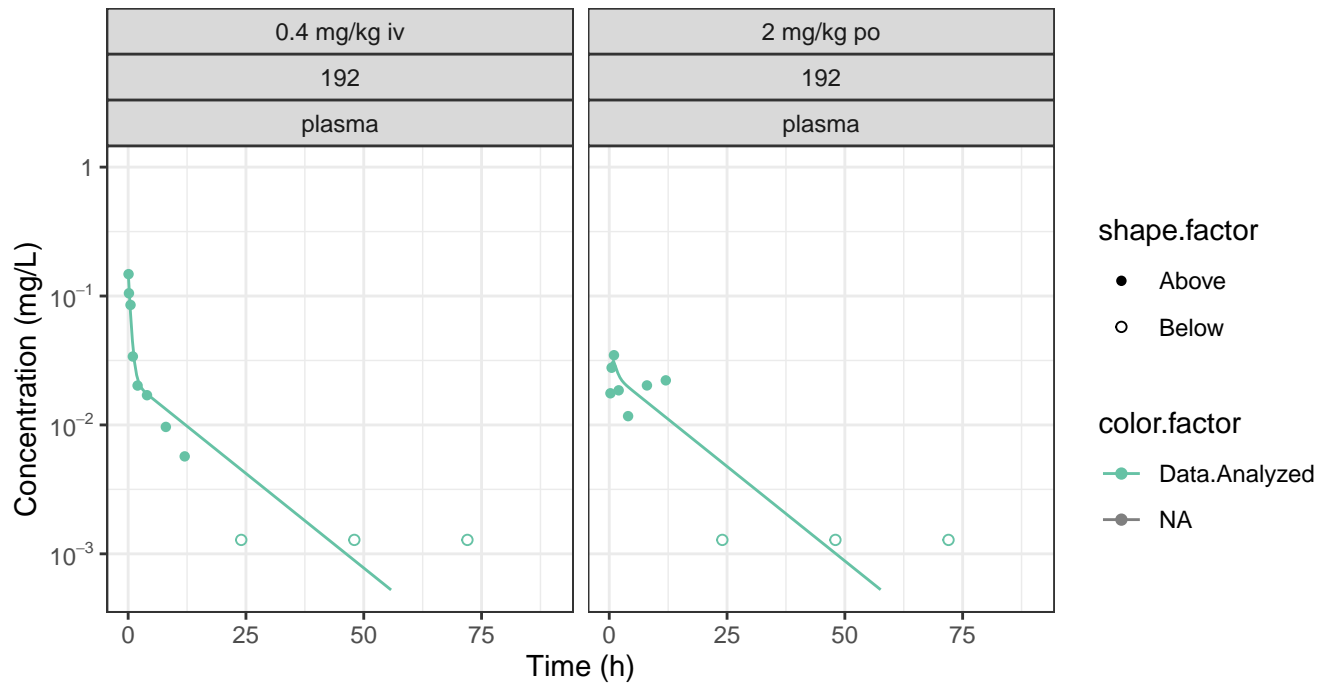 0.4 mg/kg iv
192
plasma
2 mg/kg po
192
plasma
Concentration (mg/L)
1
10⁻¹
10⁻²
10⁻³
0 25 50 75
0 25 50 75
Time (h)
shape.factor
Above
Below
color.factor
Data.Analyzed
NA